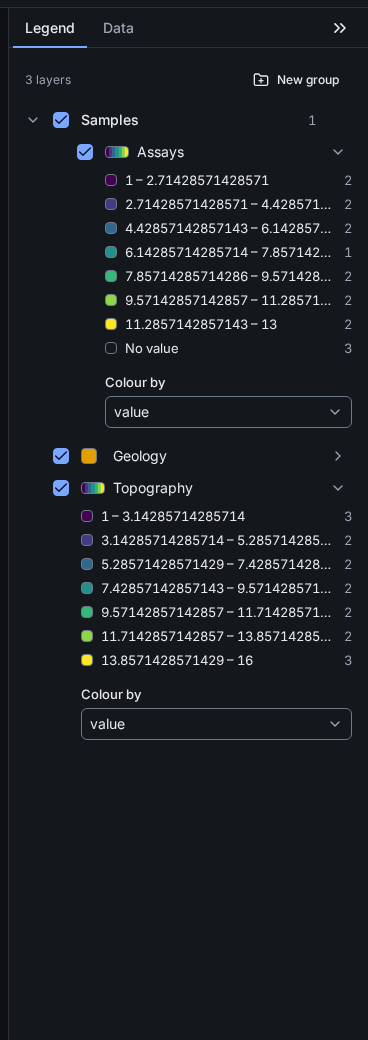 Legend Data
3 layers New group
Samples 1
Assays
1 – 2.71428571428571 2
2.71428571428571 – 4.428571... 2
4.42857142857143 – 6.142857... 2
6.14285714285714 – 7.857142... 1
7.85714285714286 – 9.571428... 2
9.57142857142857 – 11.28571... 2
11.2857142857143 – 13 2
No value 3
Colour by
value
Geology
Topography
1 – 3.14285714285714 3
3.14285714285714 – 5.285714285... 2
5.28571428571429 – 7.428571428... 2
7.42857142857143 – 9.571428571... 2
9.57142857142857 – 11.71428571... 2
11.7142857142857 – 13.85714285... 2
13.8571428571429 – 16 3
Colour by
value